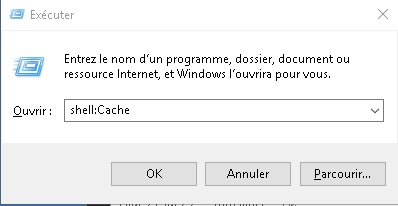 Exécuter
Entrez le nom d'un programme, dossier, document ou
ressource Internet, et Windows l'ouvrira pour vous.
Ouvrir : shell:Cache
OK Annuler Parcourir...